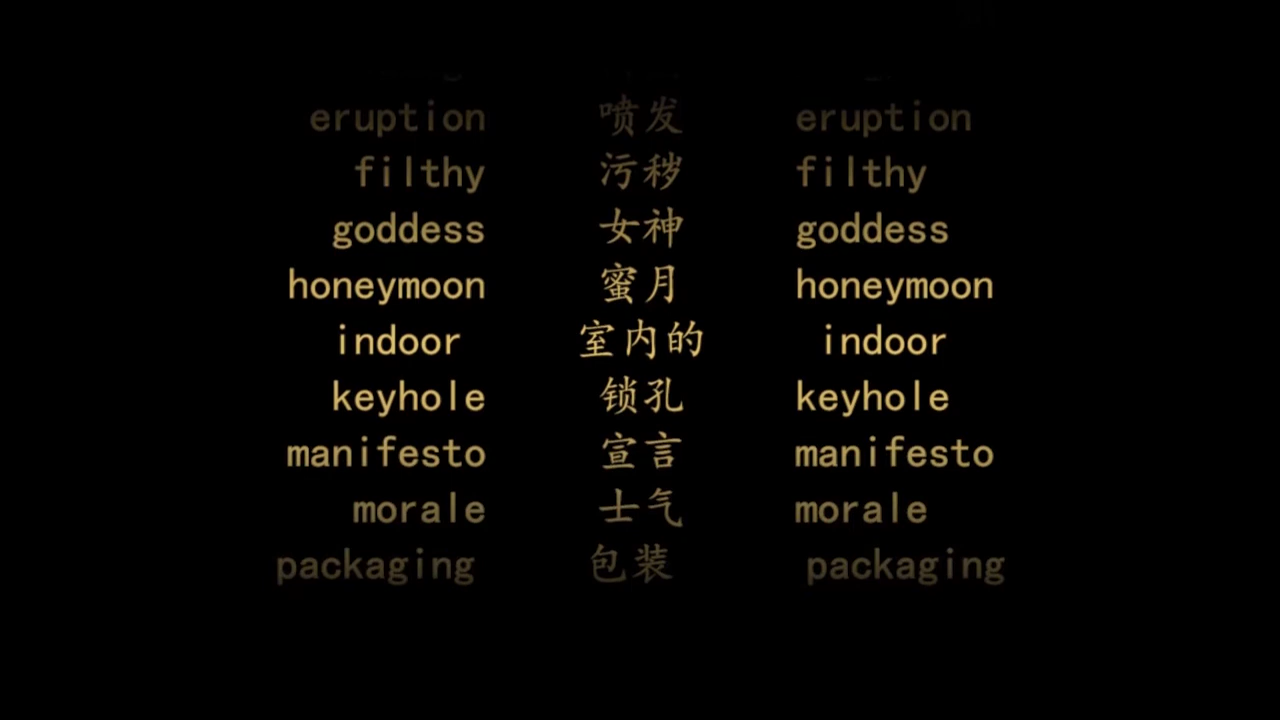 eruption 喷发 eruption
filthy 污秽 filthy
goddess 女神 goddess
honeymoon 蜜月 honeymoon
indoor 室内的 indoor
keyhole 锁孔 keyhole
manifesto 宣言 manifesto
morale 士气 morale
packaging 包装 packaging